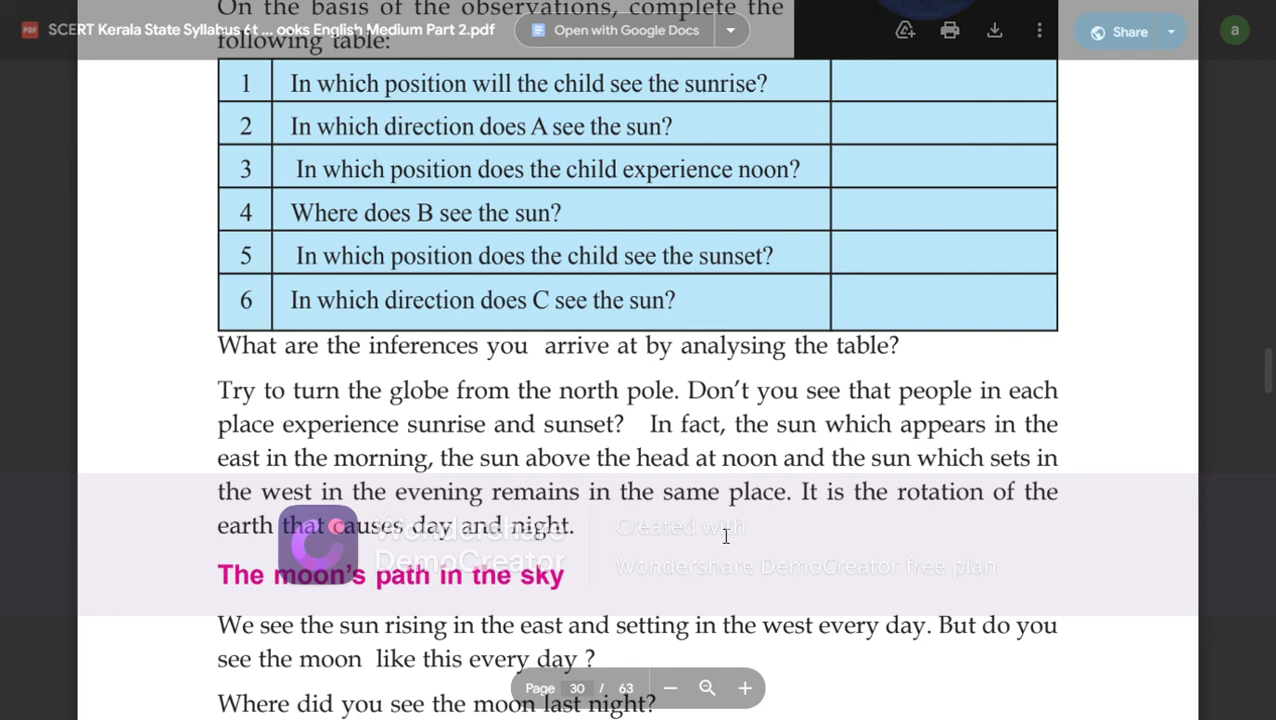 On the basis of the observations, complete the
SCERT Kerala State Syllabus 6t ... ooks English Medium Part 2.pdf
Open with Google Docs
Share
a
following table:
1 In which position will the child see the sunrise?
2 In which direction does A see the sun?
3 In which position does the child experience noon?
4 Where does B see the sun?
5 In which position does the child see the sunset?
6 In which direction does C see the sun?
What are the inferences you arrive at by analysing the table?
Try to turn the globe from the north pole. Don't you see that people in each
place experience sunrise and sunset? In fact, the sun which appears in the
east in the morning, the sun above the head at noon and the sun which sets in
the west in the evening remains in the same place. It is the rotation of the
earth that causes day and night.
Wondershare
DemoCreator
Created with
Wondershare DemoCreator free plan
The moon's path in the sky
We see the sun rising in the east and setting in the west every day. But do you
see the moon like this every day ?
Page 30 / 63
Where did you see the moon last night?